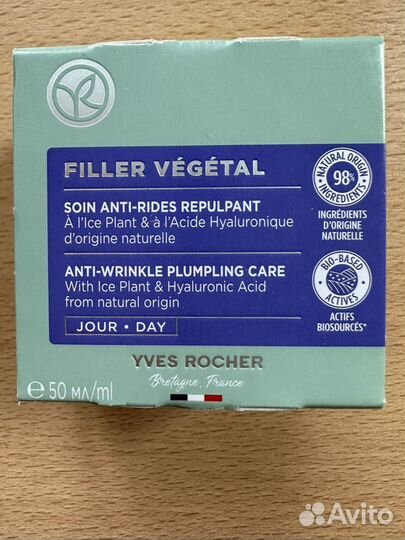 FILLER VÉGÉTAL
SOIN ANTI-RIDES REPULPANT
À l'Ice Plant & à l'Acide Hyaluronique
d'origine naturelle
ANTI-WRINKLE PLUMPLING CARE
With Ice Plant & Hyaluronic Acid
from natural origin
JOUR • DAY
NATURAL ORIGIN
98%
INGREDIENTS
INGRÉDIENTS
D'ORIGINE
NATURELLE
BIO-BASED
ACTIVES
ACTIFS
BIOSOURCÉS*
YVES ROCHER
Bretagne, France
℮ 50 мл/ml
Avito